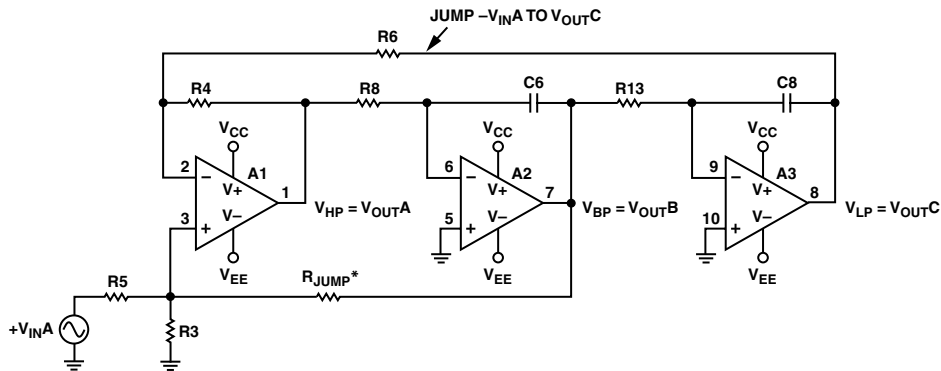 JUMP –VINA TO VOUTC
R6
R4
R8
C6
R13
C8
VCC
VCC
VCC
2
–
A1
V+
1
6
–
A2
V+
7
9
–
A3
V+
8
3
+
V–
VHP = VOUTA
5
+
V–
VBP = VOUTB
10
+
V–
VLP = VOUTC
VEE
VEE
VEE
R5
RJUMP*
+VINA
R3